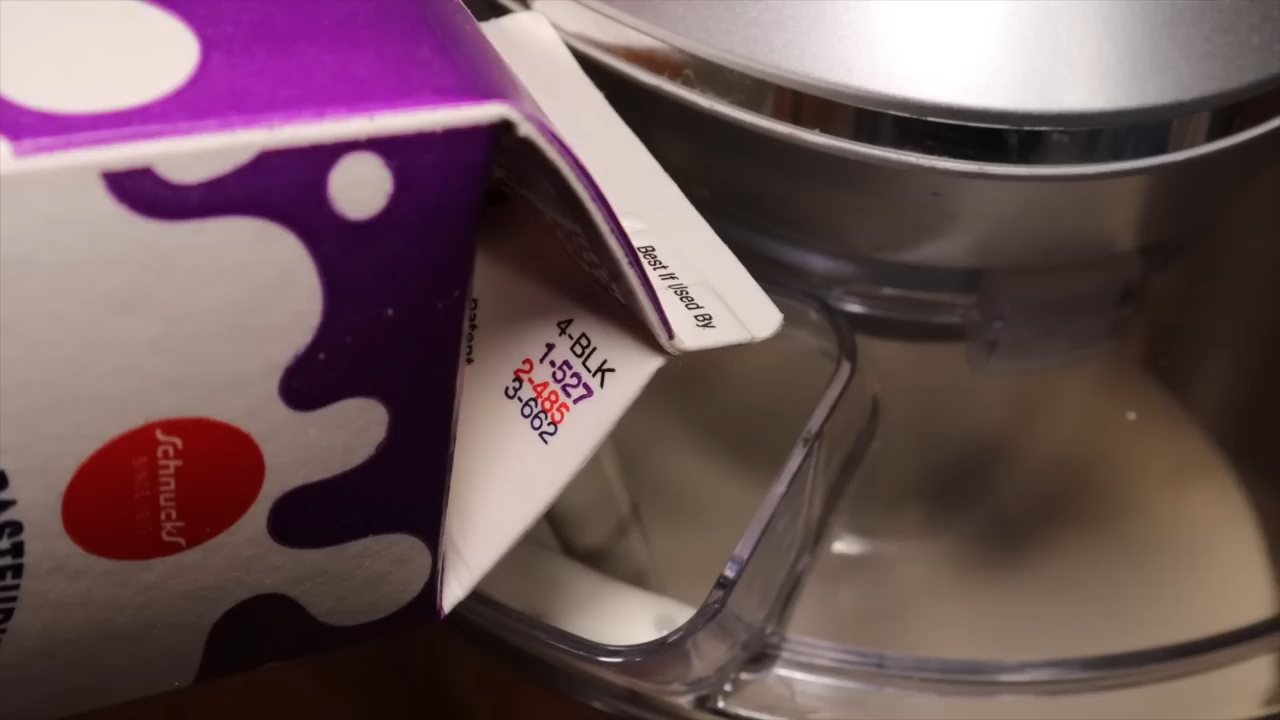 Best If Used By
4-BLK
1-527
2-485
3-662
Schnucks